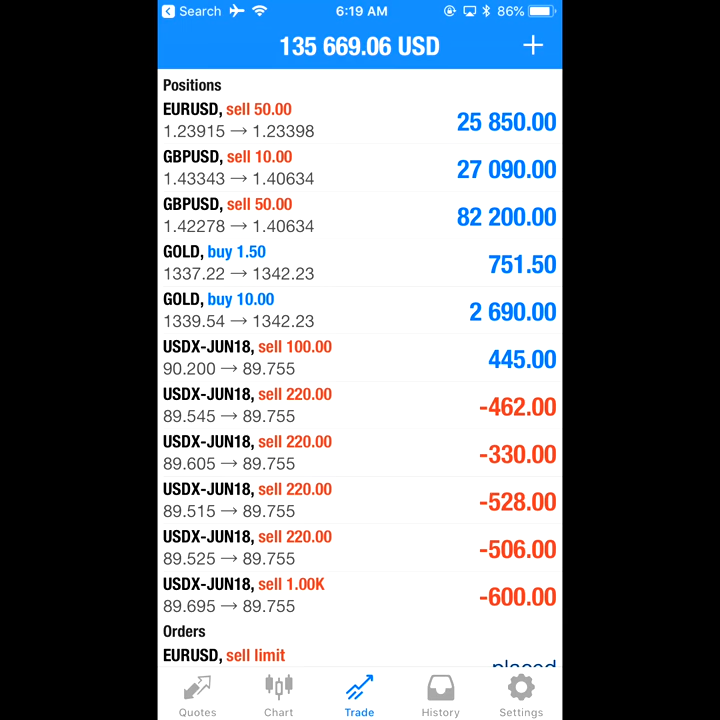 Search 6:19 AM 86%
135 669.06 USD +
Positions
EURUSD, sell 50.00
1.23915 → 1.23398 25 850.00
GBPUSD, sell 10.00
1.43343 → 1.40634 27 090.00
GBPUSD, sell 50.00
1.42278 → 1.40634 82 200.00
GOLD, buy 1.50
1337.22 → 1342.23 751.50
GOLD, buy 10.00
1339.54 → 1342.23 2 690.00
USDX-JUN18, sell 100.00
90.200 → 89.755 445.00
USDX-JUN18, sell 220.00
89.545 → 89.755 -462.00
USDX-JUN18, sell 220.00
89.605 → 89.755 -330.00
USDX-JUN18, sell 220.00
89.515 → 89.755 -528.00
USDX-JUN18, sell 220.00
89.525 → 89.755 -506.00
USDX-JUN18, sell 1.00K
89.695 → 89.755 -600.00
Orders
EURUSD, sell limit
placed
Quotes Chart Trade History Settings